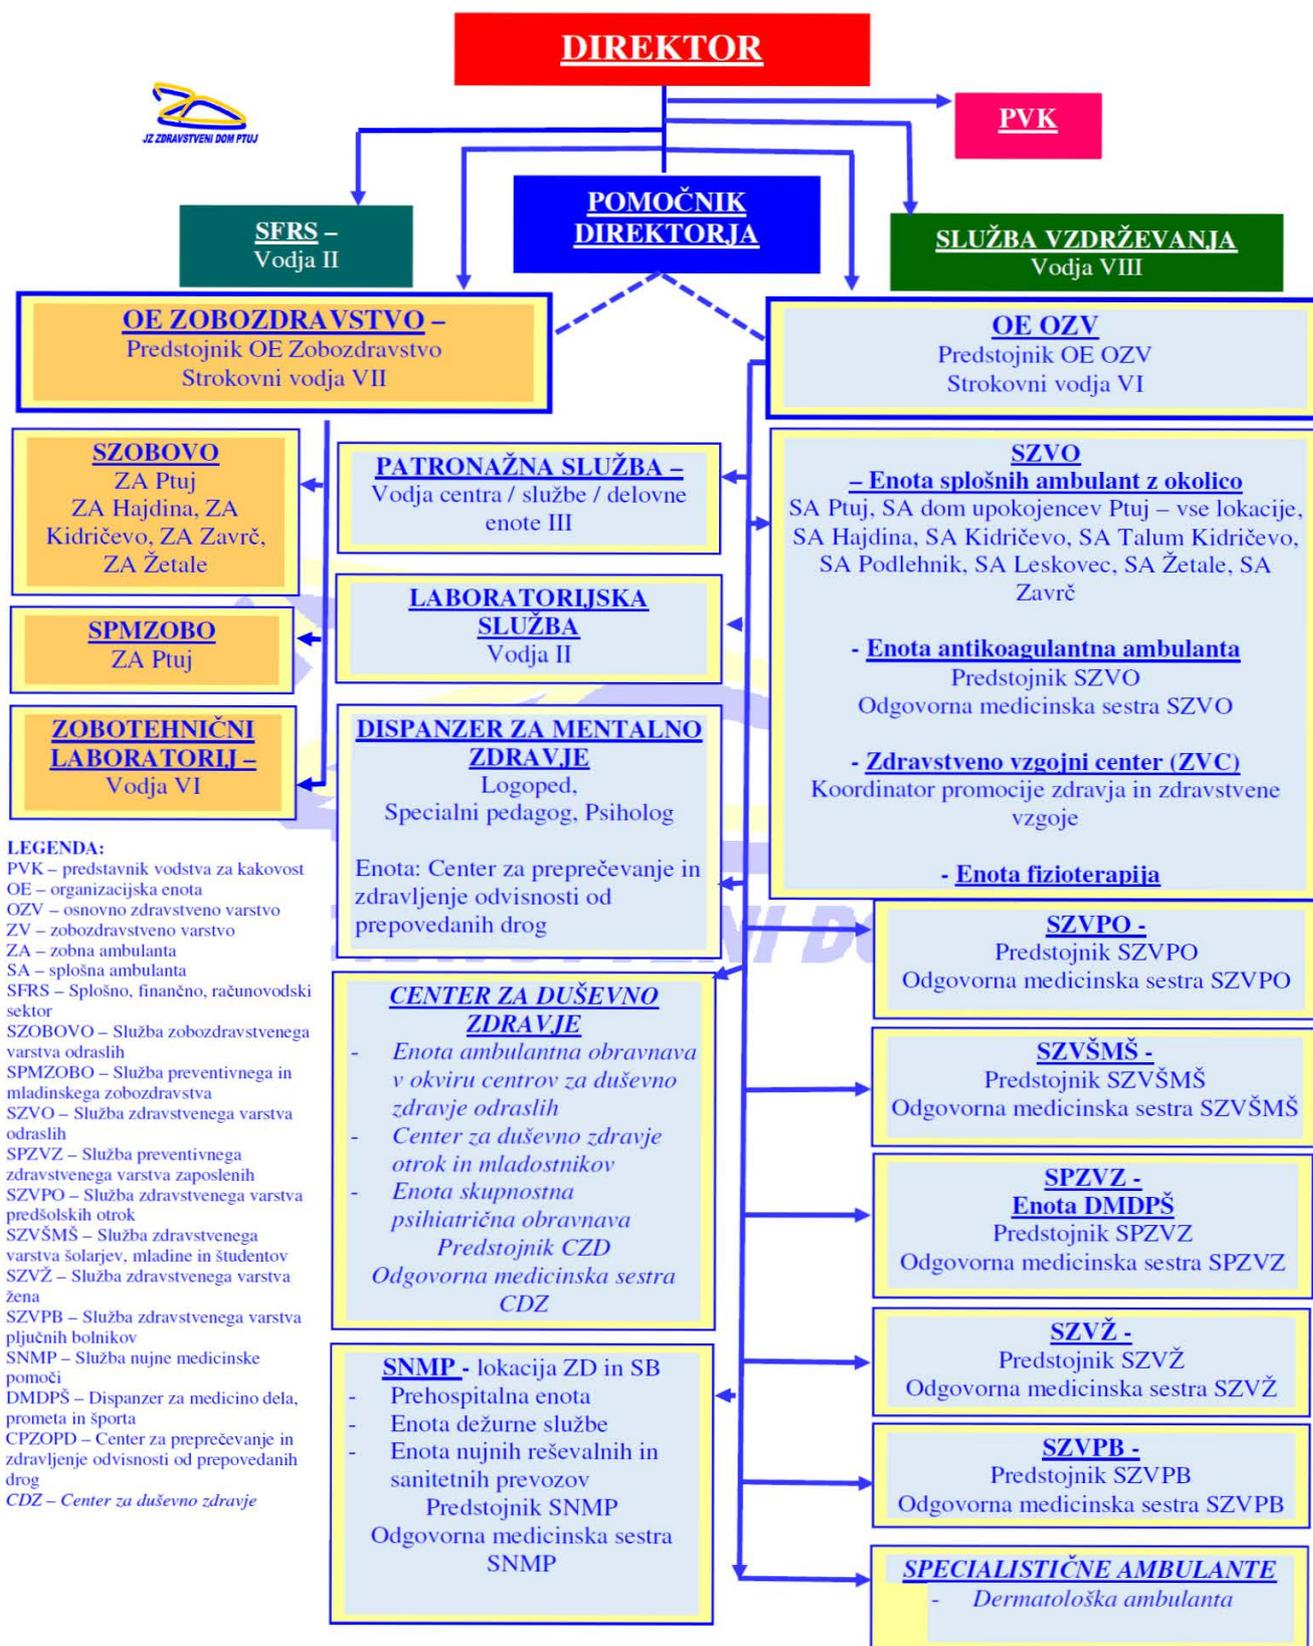 DIREKTOR
JZ ZDRAVSTVENI DOM PTUJ
PVK
SFRS –
Vodja II
POMOČNIK
DIREKTORJA
SLUŽBA VZDRŽEVANJA
Vodja VIII
OE ZOBOZDRAVSTVO –
Predstojnik OE Zobozdravstvo
Strokovni vodja VII
OE OZV
Predstojnik OE OZV
Strokovni vodja VI
SZOBOVO
ZA Ptuj
ZA Hajdina, ZA
Kidričevo, ZA Zavrč,
ZA Žetale
SPMZOBO
ZA Ptuj
ZOBOTEHNIČNI
LABORATORIJ –
Vodja VI
PATRONAŽNA SLUŽBA –
Vodja centra / službe / delovne
enote III
LABORATORIJSKA
SLUŽBA
Vodja II
DISPANZER ZA MENTALNO
ZDRAVJE
Logoped,
Specialni pedagog, Psiholog
Enota: Center za preprečevanje in
zdravljenje odvisnosti od
prepovedanih drog
CENTER ZA DUŠEVNO
ZDRAVJE
- Enota ambulantna obravnava
v okviru centrov za duševno
zdravje odraslih
- Center za duševno zdravje
otrok in mladostnikov
- Enota skupnostna
psihiatrična obravnava
Predstojnik CZD
Odgovorna medicinska sestra
CDZ
SNMP - lokacija ZD in SB
- Prehospitalna enota
- Enota dežurne službe
- Enota nujnih reševalnih in
sanitetnih prevozov
Predstojnik SNMP
Odgovorna medicinska sestra
SNMP
SZVO
– Enota splošnih ambulant z okolico
SA Ptuj, SA dom upokojencev Ptuj – vse lokacije,
SA Hajdina, SA Kidričevo, SA Talum Kidričevo,
SA Podlehnik, SA Leskovec, SA Žetale, SA
Zavrč
- Enota antikoagulantna ambulanta
Predstojnik SZVO
Odgovorna medicinska sestra SZVO
- Zdravstveno vzgojni center (ZVC)
Koordinator promocije zdravja in zdravstvene
vzgoje
- Enota fizioterapija
SZVPO -
Predstojnik SZVPO
Odgovorna medicinska sestra SZVPO
SZVŠMŠ -
Predstojnik SZVŠMŠ
Odgovorna medicinska sestra SZVŠMŠ
SPZVZ -
Enota DMDPŠ
Predstojnik SPZVZ
Odgovorna medicinska sestra SPZVZ
SZVŽ -
Predstojnik SZVŽ
Odgovorna medicinska sestra SZVŽ
SZVPB -
Predstojnik SZVPB
Odgovorna medicinska sestra SZVPB
SPECIALISTIČNE AMBULANTE
- Dermatološka ambulanta
LEGENDA:
PVK – predstavnik vodstva za kakovost
OE – organizacijska enota
OZV – osnovno zdravstveno varstvo
ZV – zobozdravstveno varstvo
ZA – zobna ambulanta
SA – splošna ambulanta
SFRS – Splošno, finančno, računovodski
sektor
SZOBOVO – Služba zobozdravstvenega
varstva odraslih
SPMZOBO – Služba preventivnega in
mladinskega zobozdravstva
SZVO – Služba zdravstvenega varstva
odraslih
SPZVZ – Služba preventivnega
zdravstvenega varstva zaposlenih
SZVPO – Služba zdravstvenega varstva
predšolskih otrok
SZVŠMŠ – Služba zdravstvenega
varstva šolarjev, mladine in študentov
SZVŽ – Služba zdravstvenega varstva
žena
SZVPB – Služba zdravstvenega varstva
pljučnih bolnikov
SNMP – Služba nujne medicinske
pomoči
DMDPŠ – Dispanzer za medicino dela,
prometa in športa
CPZOPD – Center za preprečevanje in
zdravljenje odvisnosti od prepovedanih
drog
CDZ – Center za duševno zdravje